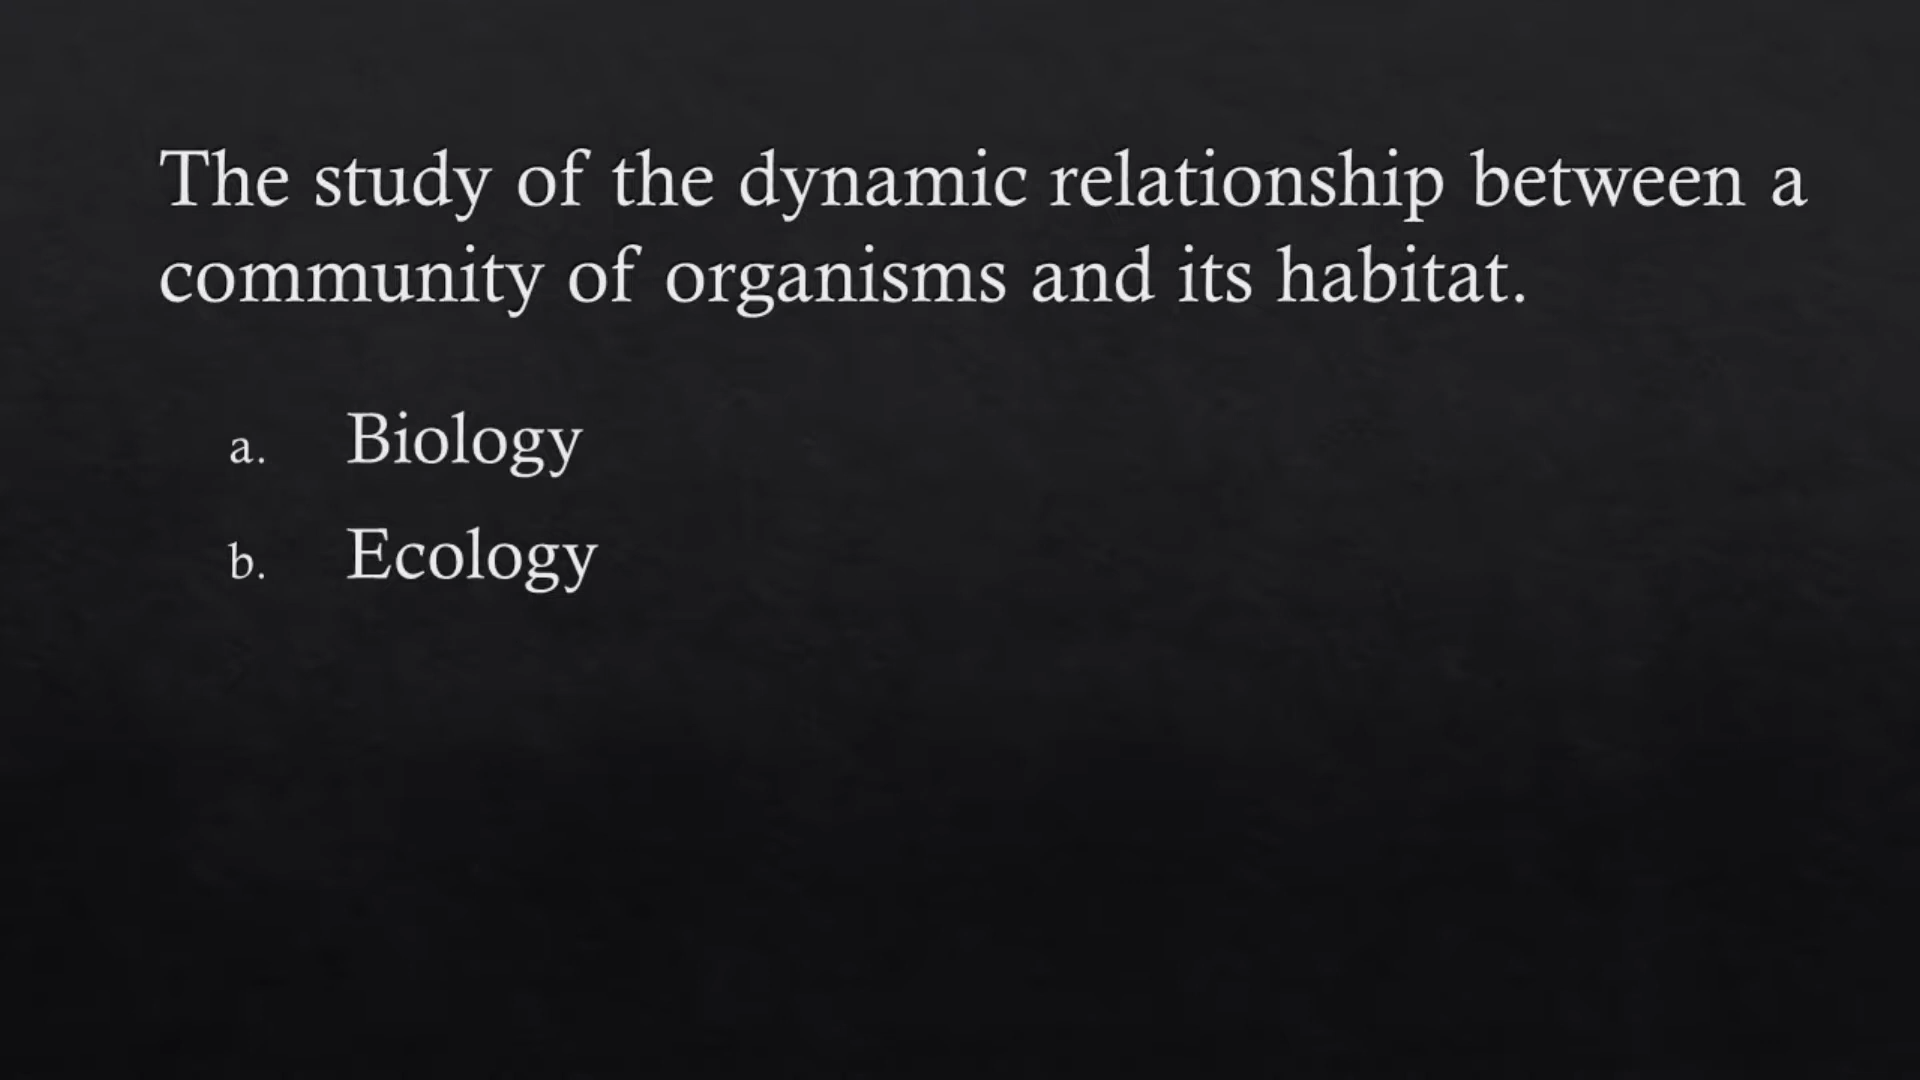 The study of the dynamic relationship between a
community of organisms and its habitat.
a. Biology
b. Ecology